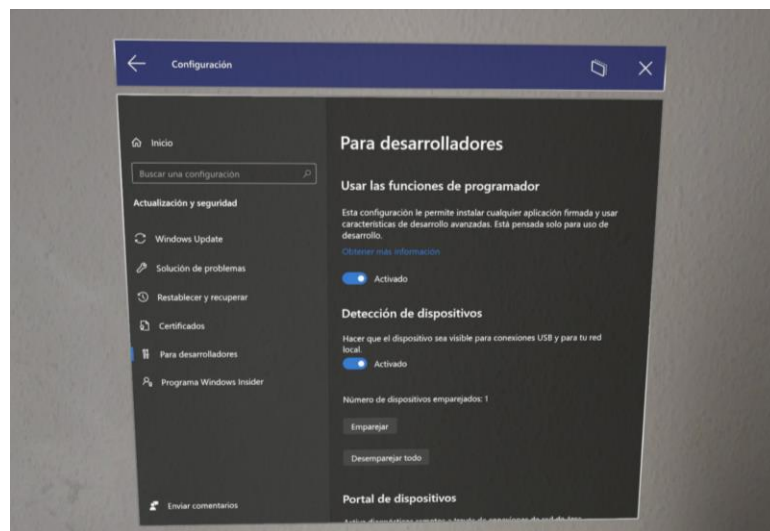 Configuración
Inicio
Buscar una configuración
Actualización y seguridad
Windows Update
Solución de problemas
Restablecer y recuperar
Certificados
Para desarrolladores
Programa Windows Insider
Enviar comentarios
Para desarrolladores
Usar las funciones de programador
Esta configuración le permite instalar cualquier aplicación firmada y usar
características de desarrollo avanzadas. Está pensada solo para uso de
desarrollo.
Obtener más información
Activado
Detección de dispositivos
Hacer que el dispositivo sea visible para conexiones USB y para tu red
local.
Activado
Número de dispositivos emparejados: 1
Emparejar
Desemparejar todo
Portal de dispositivos